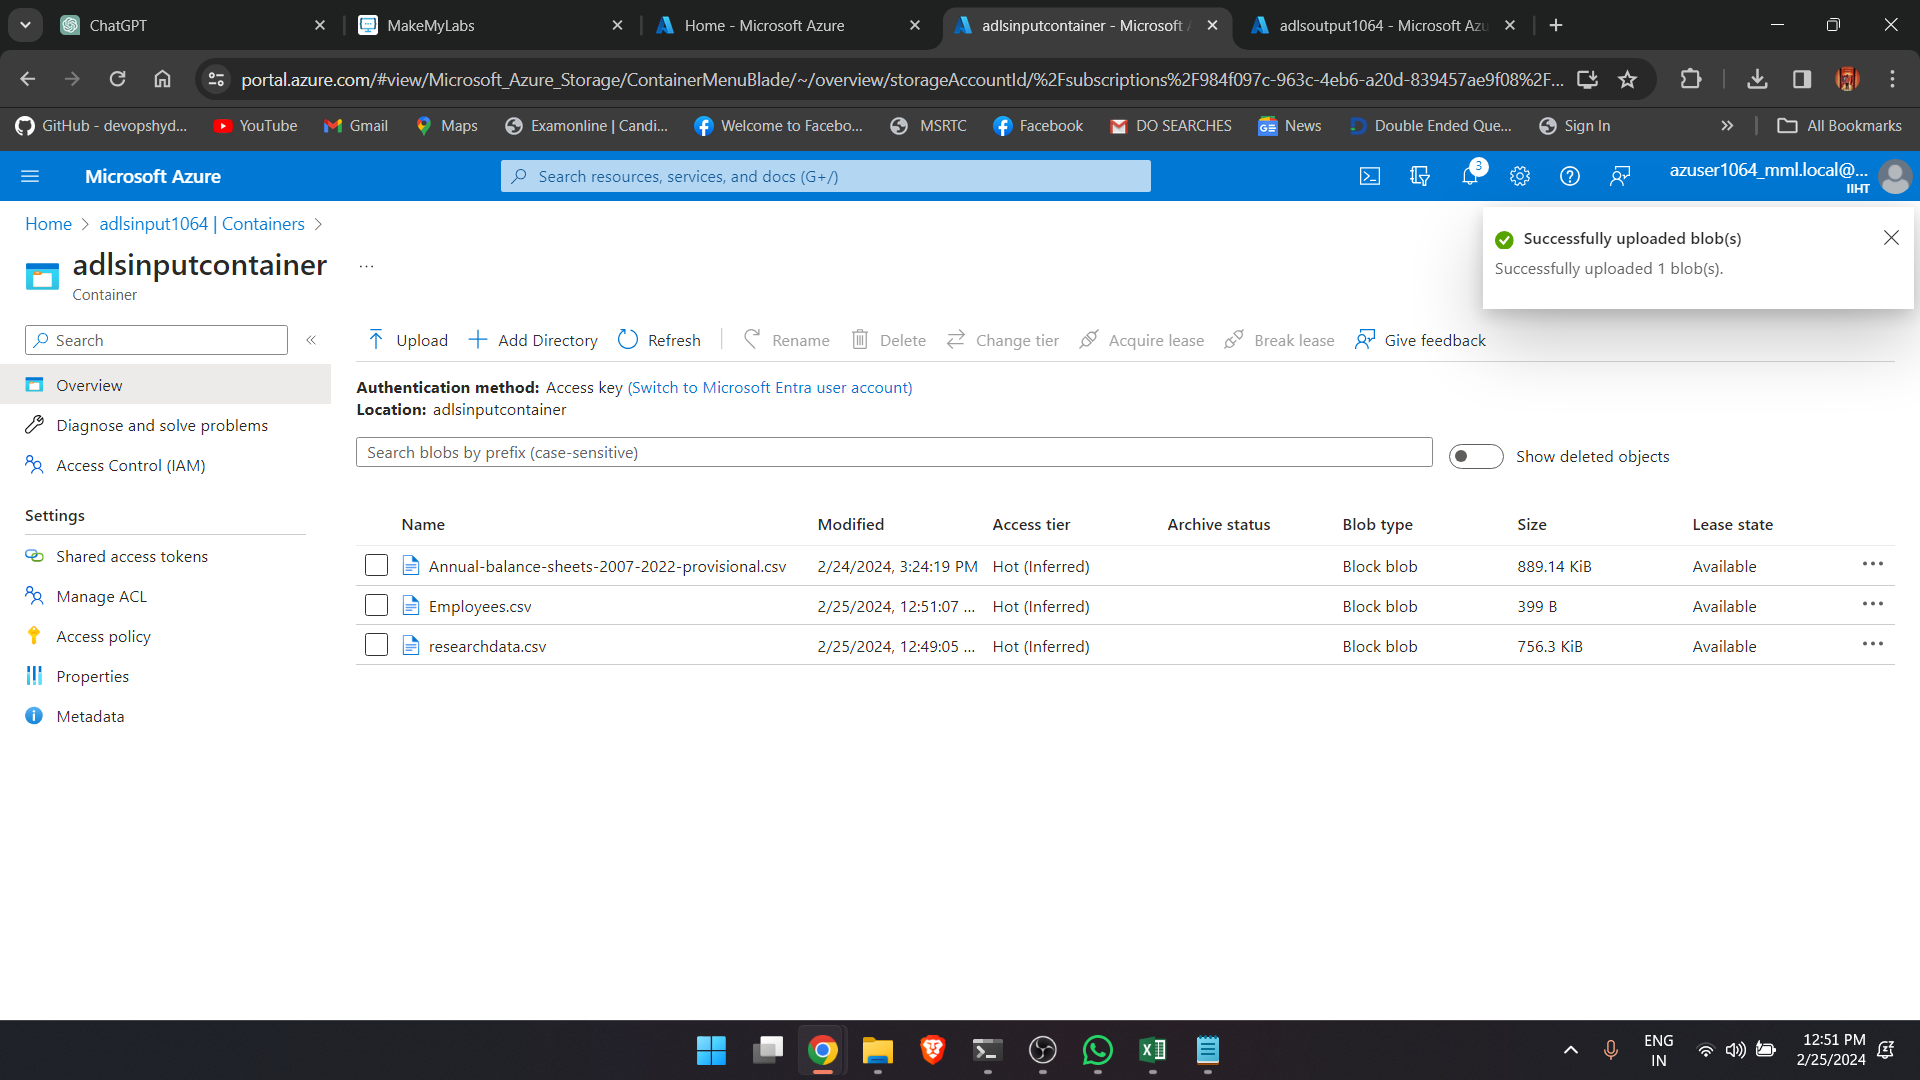 ChatGPT
MakeMyLabs
Home - Microsoft Azure
adlsinputcontainer - Microsoft A
adlsoutput1064 - Microsoft Azu
portal.azure.com/#view/Microsoft_Azure_Storage/ContainerMenuBlade/~/overview/storageAccountId/%2Fsubscriptions%2F984f097c-963c-4eb6-a20d-839457ae9f08%2F...
GitHub - devopshyd...
YouTube
Gmail
Maps
Examonline | Candi...
Welcome to Facebo...
MSRTC
Facebook
DO SEARCHES
News
Double Ended Que...
Sign In
All Bookmarks
Microsoft Azure
Search resources, services, and docs (G+/)
3
azuser1064_mml.local@...
IIHT
Home > adlsinput1064 | Containers >
Successfully uploaded blob(s)
Successfully uploaded 1 blob(s).
adlsinputcontainer ...
Container
Search
Upload
Add Directory
Refresh
Rename
Delete
Change tier
Acquire lease
Break lease
Give feedback
Overview
Diagnose and solve problems
Access Control (IAM)
Settings
Shared access tokens
Manage ACL
Access policy
Properties
Metadata
Authentication method: Access key (Switch to Microsoft Entra user account)
Location: adlsinputcontainer
Search blobs by prefix (case-sensitive)
Show deleted objects
Name Modified Access tier Archive status Blob type Size Lease state
Annual-balance-sheets-2007-2022-provisional.csv 2/24/2024, 3:24:19 PM Hot (Inferred) Block blob 889.14 KiB Available ...
Employees.csv 2/25/2024, 12:51:07 ... Hot (Inferred) Block blob 399 B Available ...
researchdata.csv 2/25/2024, 12:49:05 ... Hot (Inferred) Block blob 756.3 KiB Available ...
ENG
IN
12:51 PM
2/25/2024